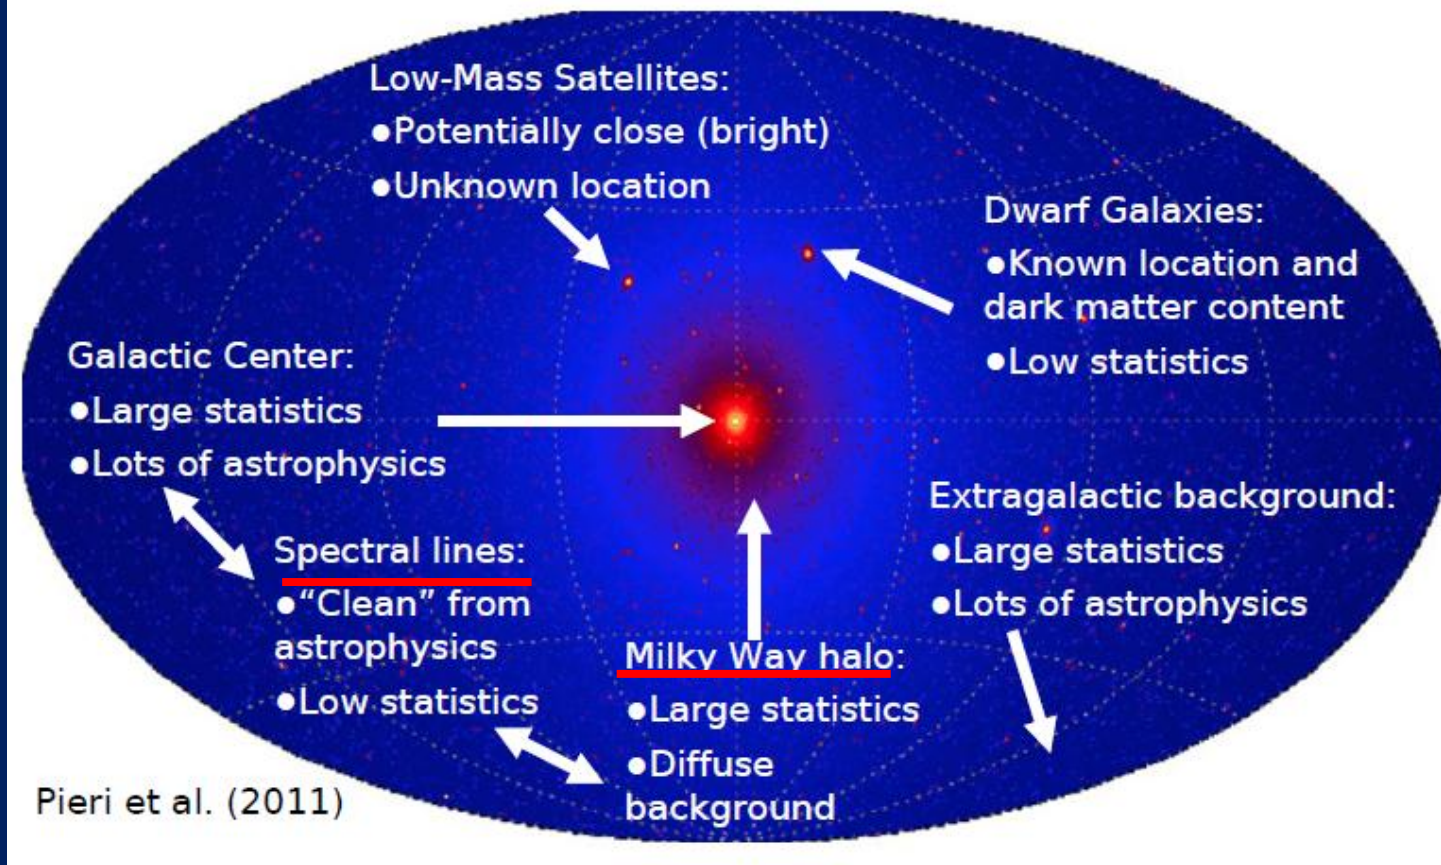 Low-Mass Satellites:
●Potentially close (bright)
●Unknown location
Dwarf Galaxies:
●Known location and
dark matter content
●Low statistics
Galactic Center:
●Large statistics
●Lots of astrophysics
Spectral lines:
●“Clean” from
astrophysics
●Low statistics
Milky Way halo:
●Large statistics
●Diffuse
background
Extragalactic background:
●Large statistics
●Lots of astrophysics
Pieri et al. (2011)